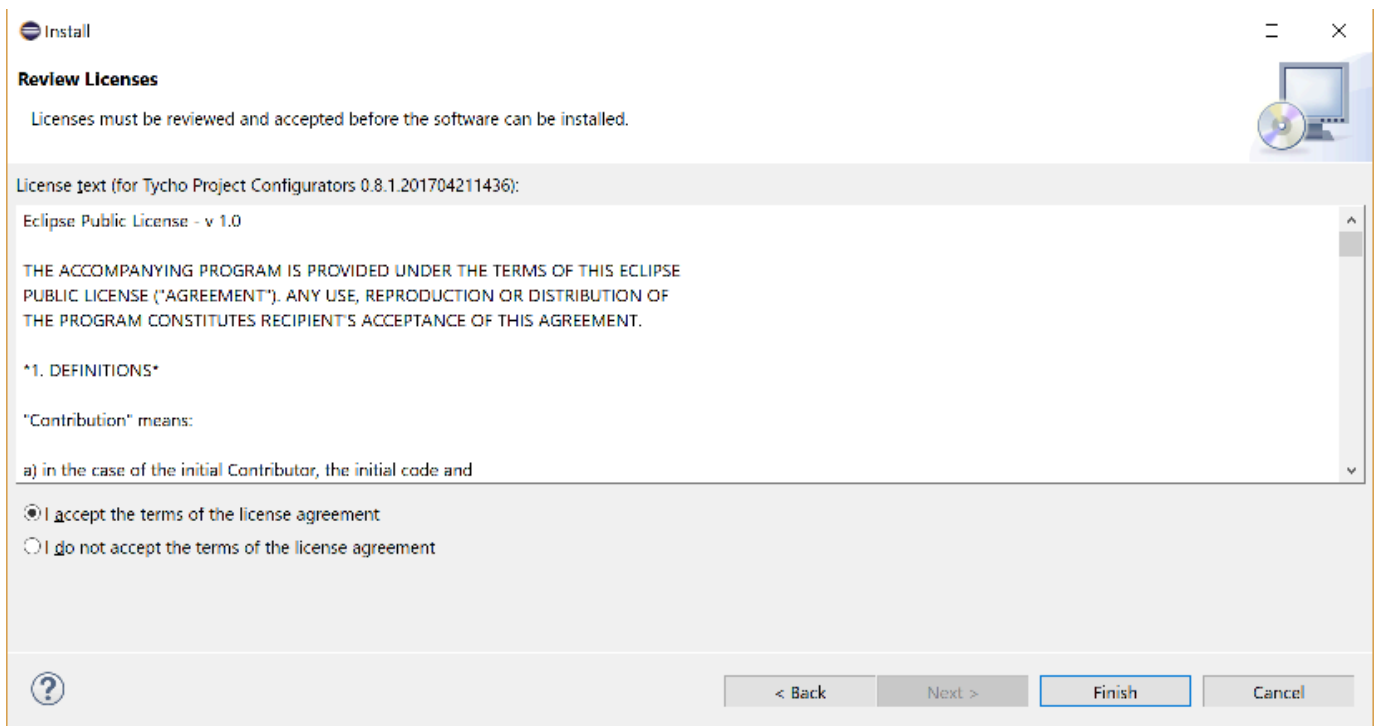 Install
Review Licenses
Licenses must be reviewed and accepted before the software can be installed.
License text (for Tycho Project Configurators 0.8.1.201704211436):
Eclipse Public License - v 1.0
THE ACCOMPANYING PROGRAM IS PROVIDED UNDER THE TERMS OF THIS ECLIPSE
PUBLIC LICENSE ("AGREEMENT"). ANY USE, REPRODUCTION OR DISTRIBUTION OF
THE PROGRAM CONSTITUTES RECIPIENT'S ACCEPTANCE OF THIS AGREEMENT.
*1. DEFINITIONS*
"Contribution" means:
a) in the case of the initial Contributor, the initial code and
I accept the terms of the license agreement
I do not accept the terms of the license agreement
?
< Back Next > Finish Cancel